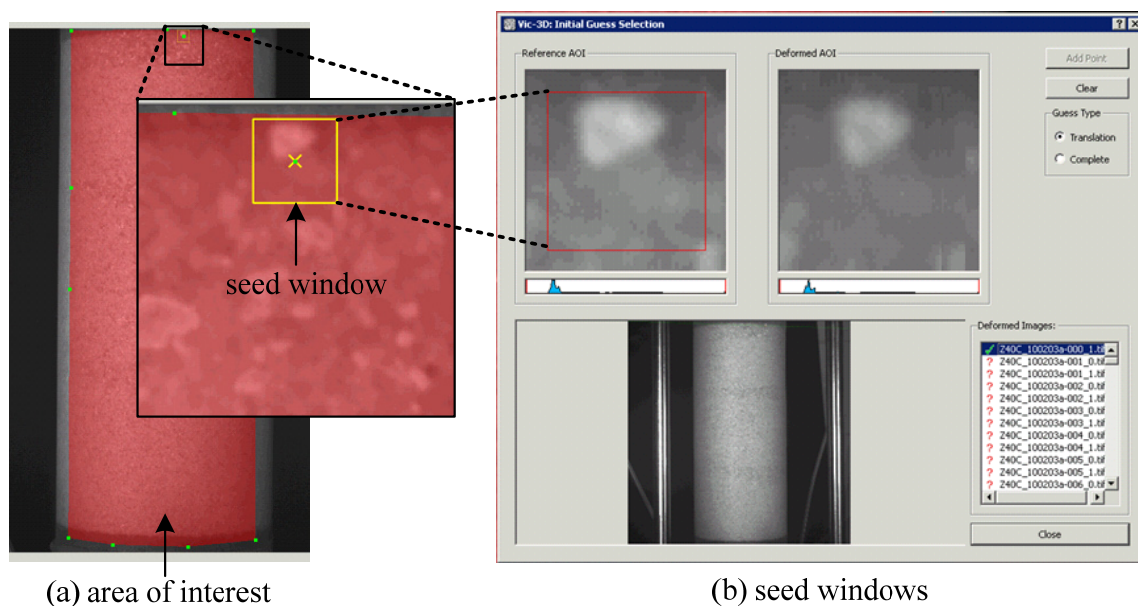 Vic-3D: Initial Guess Selection
Reference AOI
Deformed AOI
Add Point
Clear
Guess Type
Translation
Complete
seed window
Deformed Images:
Z40C_100203a-000_1.tif
Z40C_100203a-001_0.tif
Z40C_100203a-001_1.tif
Z40C_100203a-002_0.tif
Z40C_100203a-002_1.tif
Z40C_100203a-003_0.tif
Z40C_100203a-003_1.tif
Z40C_100203a-004_0.tif
Z40C_100203a-004_1.tif
Z40C_100203a-005_0.tif
Z40C_100203a-005_1.tif
Z40C_100203a-006_0.tif
Close
(a) area of interest
(b) seed windows